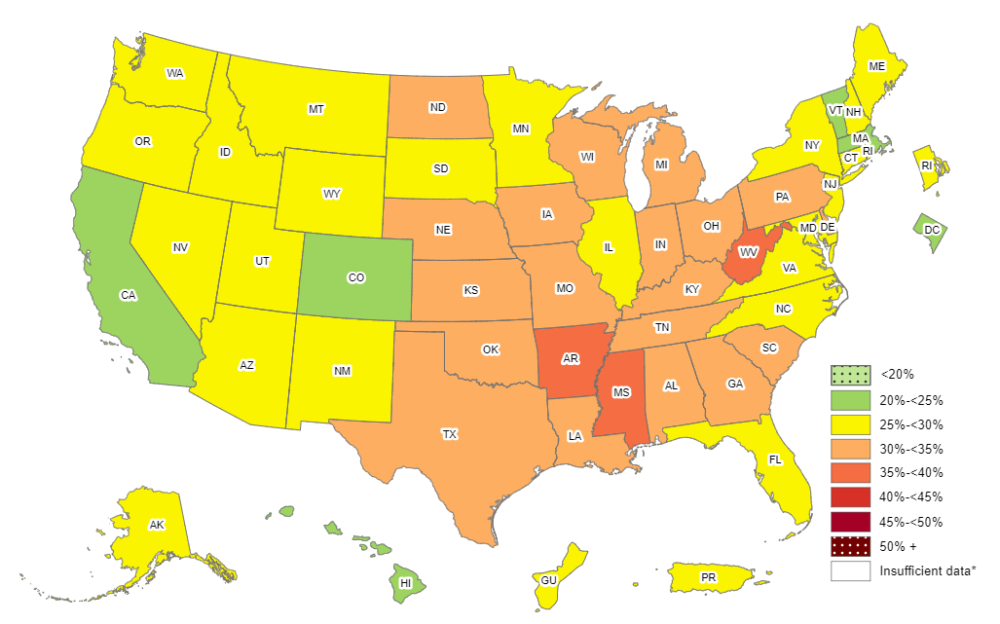 ME
WA
MT
ND
MN
VT
NH
OR
ID
SD
WI
MI
NY
MA
RI
CT
RI
WY
IA
PA
NJ
NE
OH
MD
DE
DC
NV
UT
CO
IL
IN
WV
VA
CA
KS
MO
KY
NC
TN
OK
AR
SC
AZ
NM
MS
AL
GA
TX
LA
FL
AK
HI
GU
PR
<20%
20%-<25%
25%-<30%
30%-<35%
35%-<40%
40%-<45%
45%-<50%
50% +
Insufficient data*